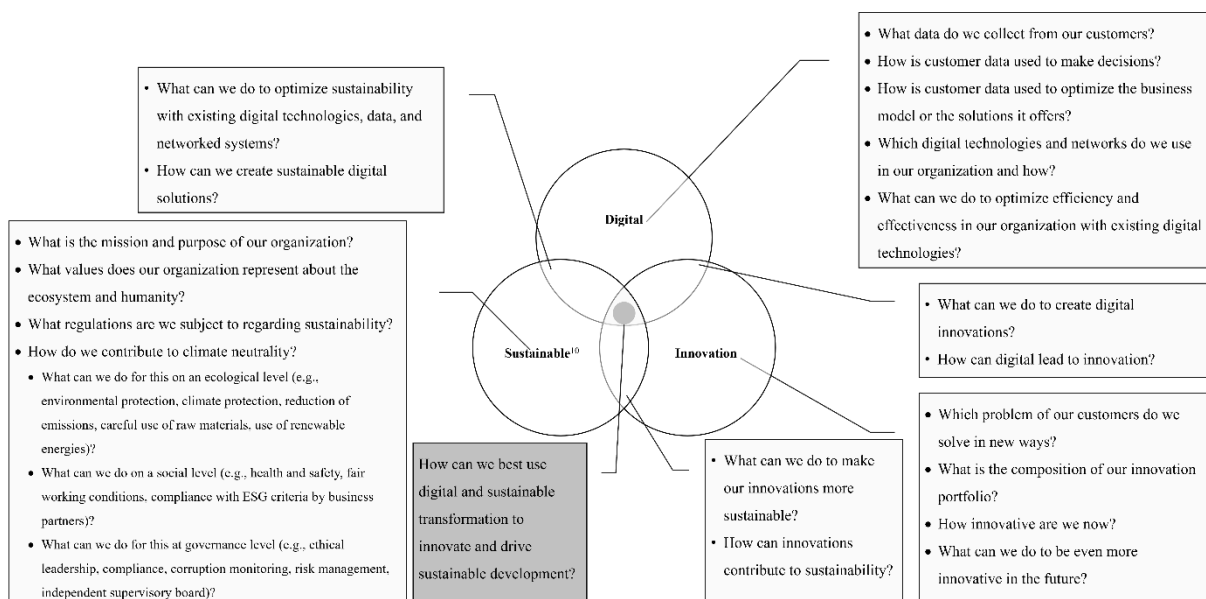 • What data do we collect from our customers?
• How is customer data used to make decisions?
• How is customer data used to optimize the business
model or the solutions it offers?
• Which digital technologies and networks do we use
in our organization and how?
• What can we do to optimize efficiency and
effectiveness in our organization with existing digital
technologies?
• What can we do to optimize sustainability
with existing digital technologies, data, and
networked systems?
• How can we create sustainable digital
solutions?
Digital
• What is the mission and purpose of our organization?
• What values does our organization represent about the
ecosystem and humanity?
• What regulations are we subject to regarding sustainability?
• How do we contribute to climate neutrality?
• What can we do for this on an ecological level (e.g.,
environmental protection, climate protection, reduction of
emissions, careful use of raw materials, use of renewable
energies)?
• What can we do on a social level (e.g., health and safety, fair
working conditions, compliance with ESG criteria by business
partners)?
• What can we do for this at governance level (e.g., ethical
leadership, compliance, corruption monitoring, risk management,
independent supervisory board)?
Sustainable¹⁰
Innovation
• What can we do to create digital
innovations?
• How can digital lead to innovation?
How can we best use
digital and sustainable
transformation to
innovate and drive
sustainable development?
• What can we do to make
our innovations more
sustainable?
• How can innovations
contribute to sustainability?
• Which problem of our customers do we
solve in new ways?
• What is the composition of our innovation
portfolio?
• How innovative are we now?
• What can we do to be even more
innovative in the future?